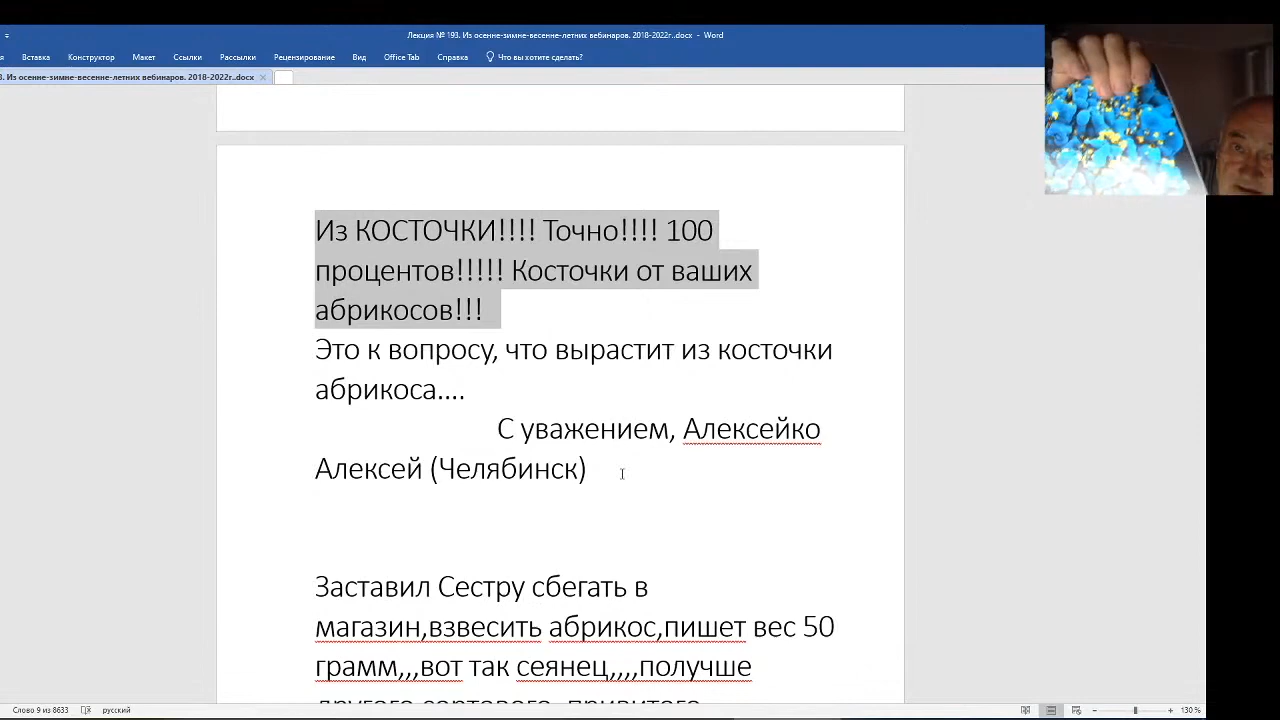 Лекция № 193. Из осенне-зимне-весенне-летних вебинаров. 2018-2022г..docx - Word
Вставка Конструктор Макет Ссылки Рассылки Рецензирование Вид Office Tab Справка Что вы хотите сделать?
3. Из осенне-зимне-весенне-летних вебинаров. 2018-2022г..docx
Из КОСТОЧКИ!!!! Точно!!!! 100
процентов!!!!! Косточки от ваших
абрикосов!!!
Это к вопросу, что вырастит из косточки
абрикоса....
С уважением, Алексейко
Алексей (Челябинск)
Заставил Сестру сбегать в
магазин,взвесить абрикос,пишет вес 50
грамм,,,вот так сеянец,,,,получше
другого сортового, привитого
Слово 9 из 8633 русский 130 %